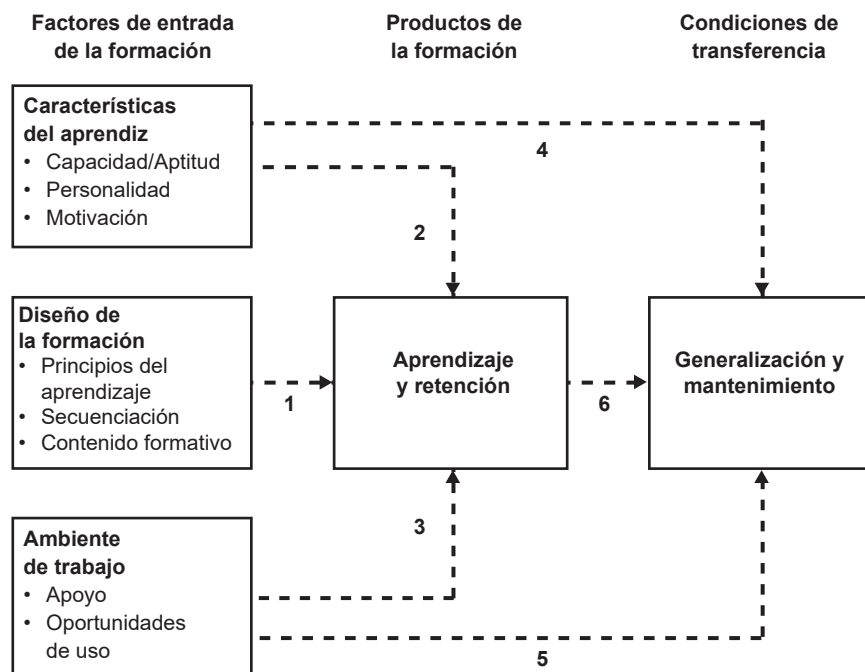 Factores de entrada
de la formación
Productos de
la formación
Condiciones de
transferencia
Características
del aprendiz
• Capacidad/Aptitud
• Personalidad
• Motivación
4
2
Diseño de
la formación
• Principios del
aprendizaje
• Secuenciación
• Contenido formativo
1
Aprendizaje
y retención
6
Generalización y
mantenimiento
3
Ambiente
de trabajo
• Apoyo
• Oportunidades
de uso
5